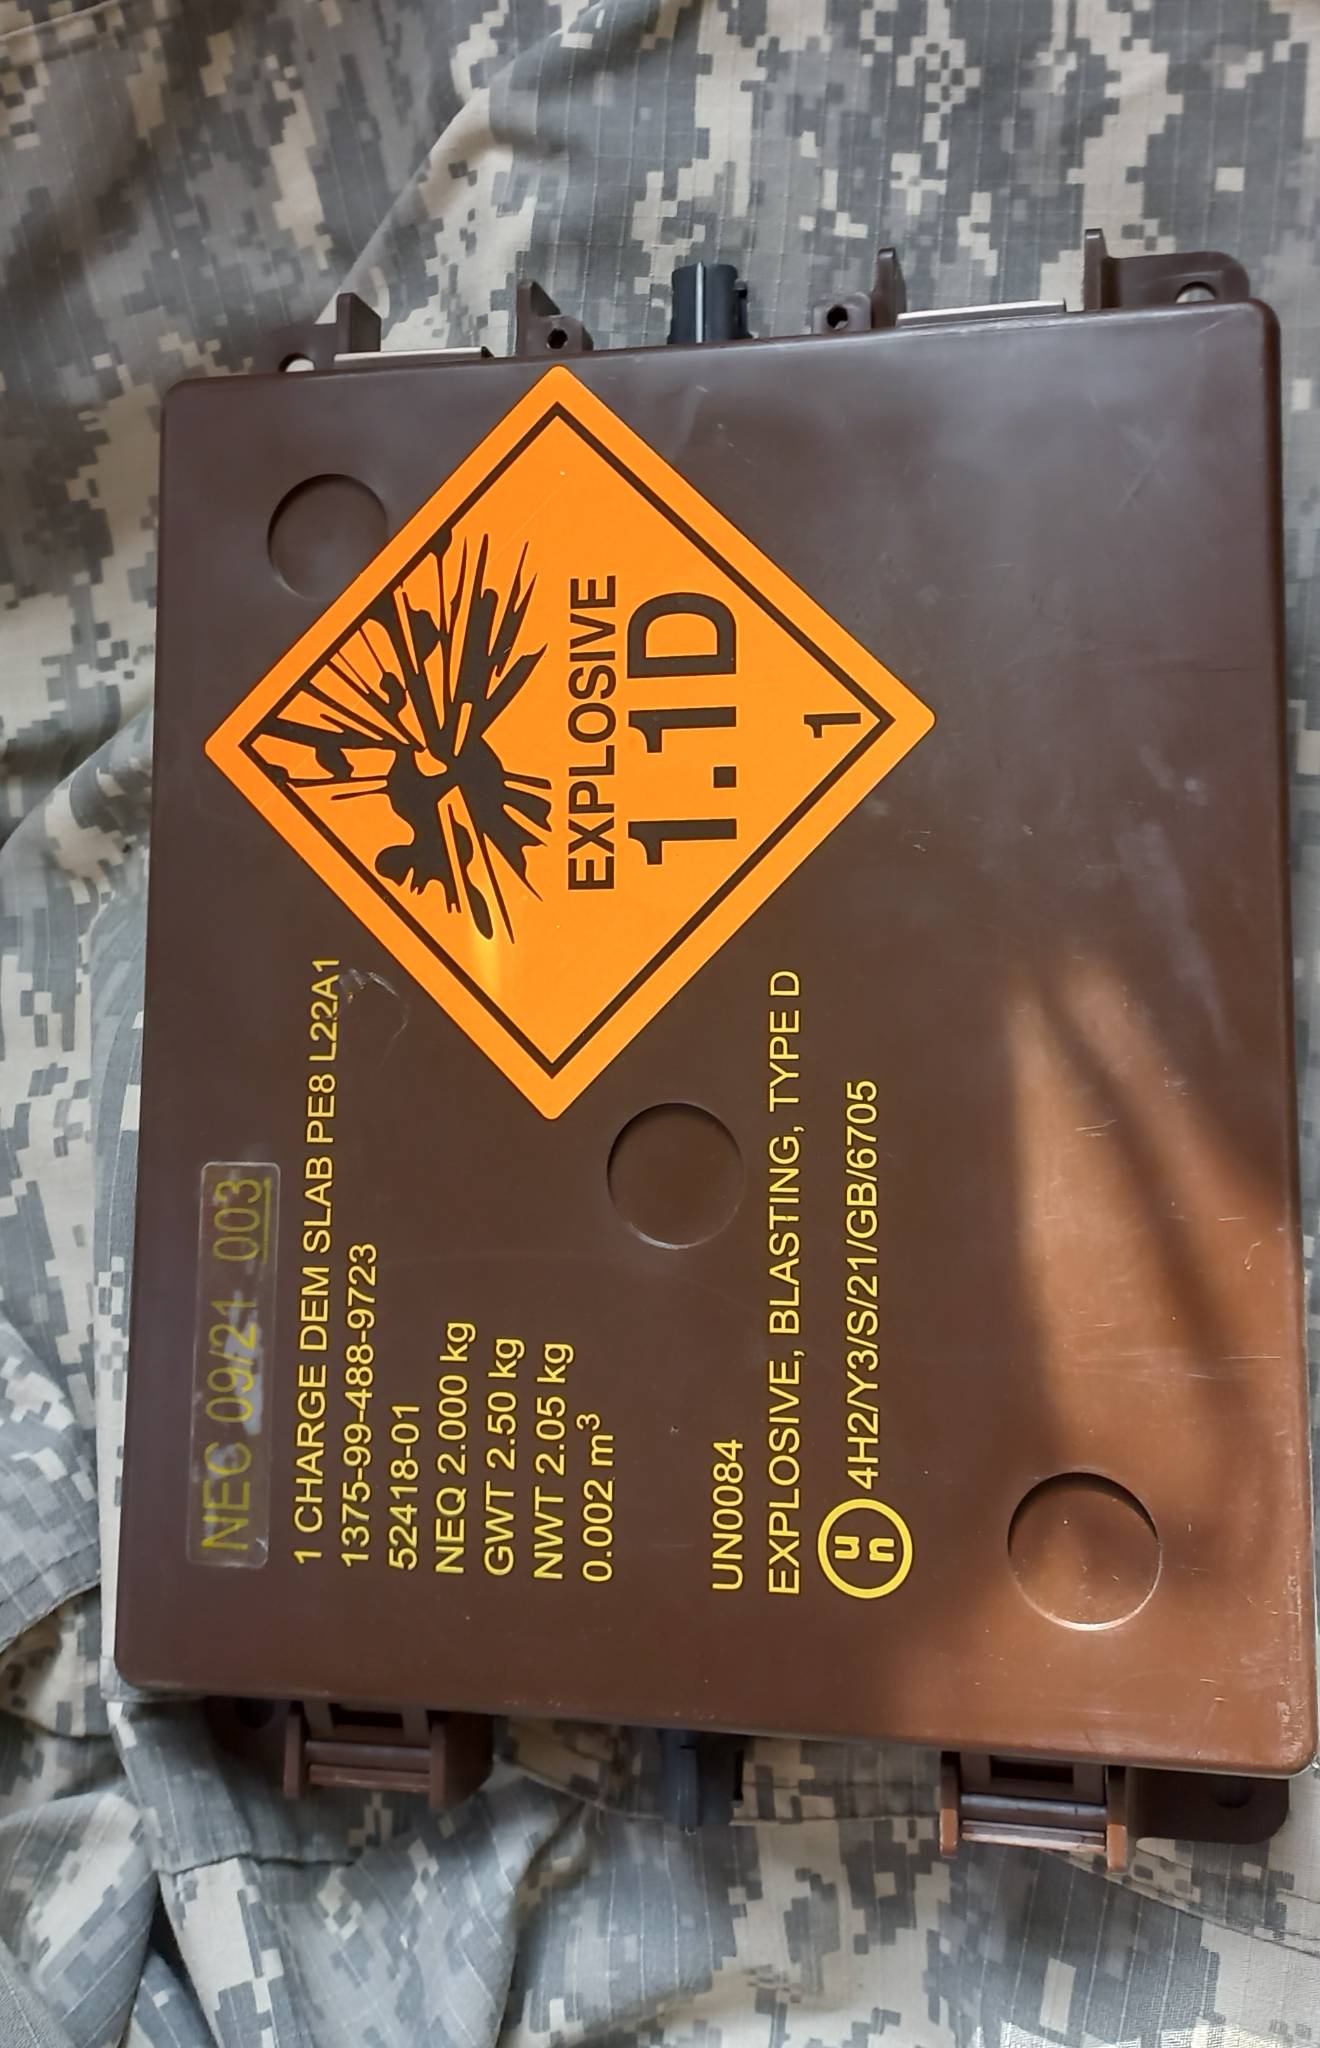 NEC 09/21 003
1 CHARGE DEM SLAB PE8 L22A1
1375-99-488-9723
52418-01
NEQ 2.000 kg
GWT 2.50 kg
NWT 2.05 kg
0.002 m³
UN0084
EXPLOSIVE, BLASTING, TYPE D
un 4H2/Y3/S/21/GB/6705
EXPLOSIVE
1.1D
1